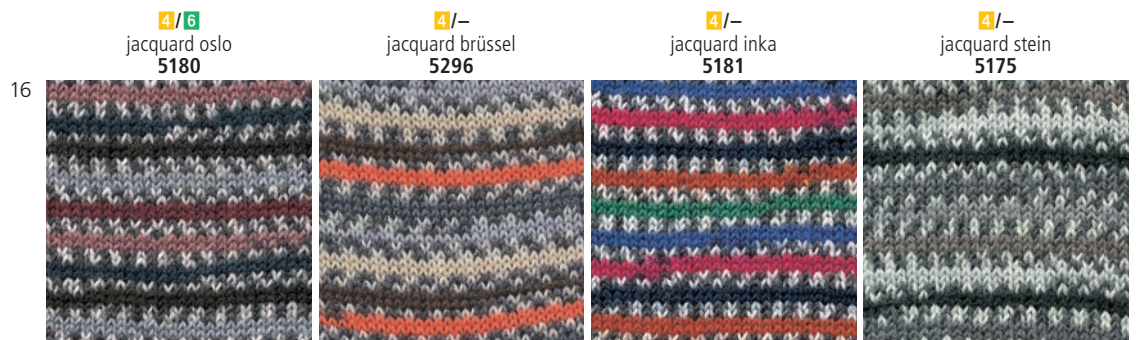 4/6
jacquard oslo
5180
4/–
jacquard brüssel
5296
4/–
jacquard inka
5181
4/–
jacquard stein
5175
16